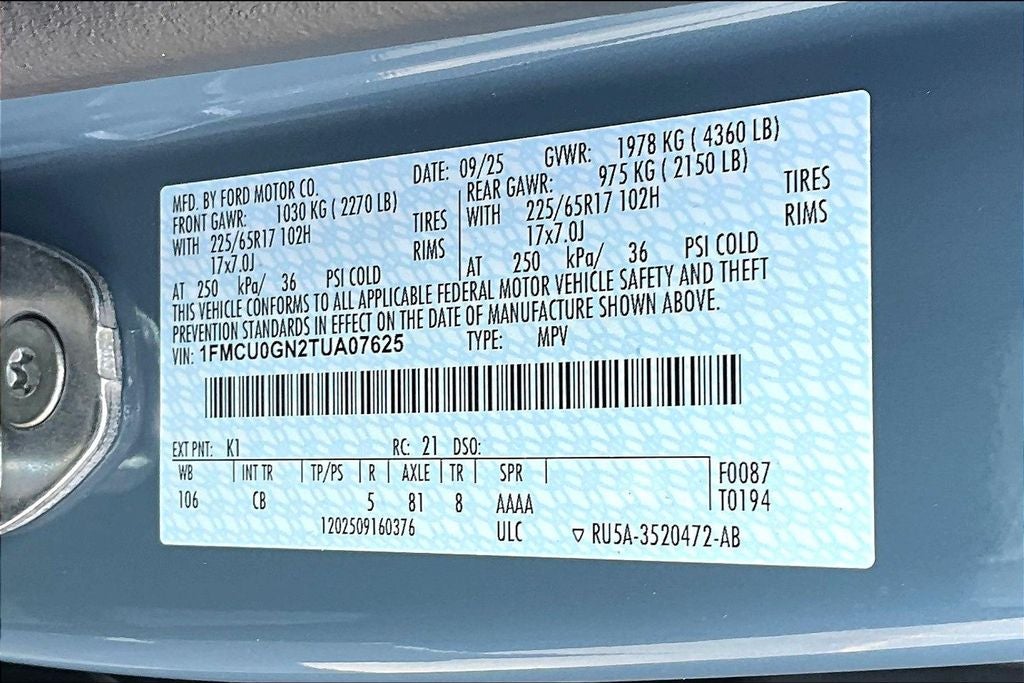 MFD. BY FORD MOTOR CO. DATE: 09/25 GVWR: 1978 KG ( 4360 LB)
FRONT GAWR: 1030 KG ( 2270 LB) REAR GAWR: 975 KG ( 2150 LB)
WITH 225/65R17 102H TIRES WITH 225/65R17 102H TIRES
17x7.0J RIMS 17x7.0J RIMS
AT 250 kPa/ 36 PSI COLD AT 250 kPa/ 36 PSI COLD
THIS VEHICLE CONFORMS TO ALL APPLICABLE FEDERAL MOTOR VEHICLE SAFETY AND THEFT
PREVENTION STANDARDS IN EFFECT ON THE DATE OF MANUFACTURE SHOWN ABOVE.
VIN: 1FMCU0GN2TUA07625 TYPE: MPV
EXT PNT: K1 RC: 21 DSO:
WB INT TR TP/PS R AXLE TR SPR F0087
106 CB 5 81 8 AAAA T0194
1202509160376 ULC ▽ RU5A-3520472-AB